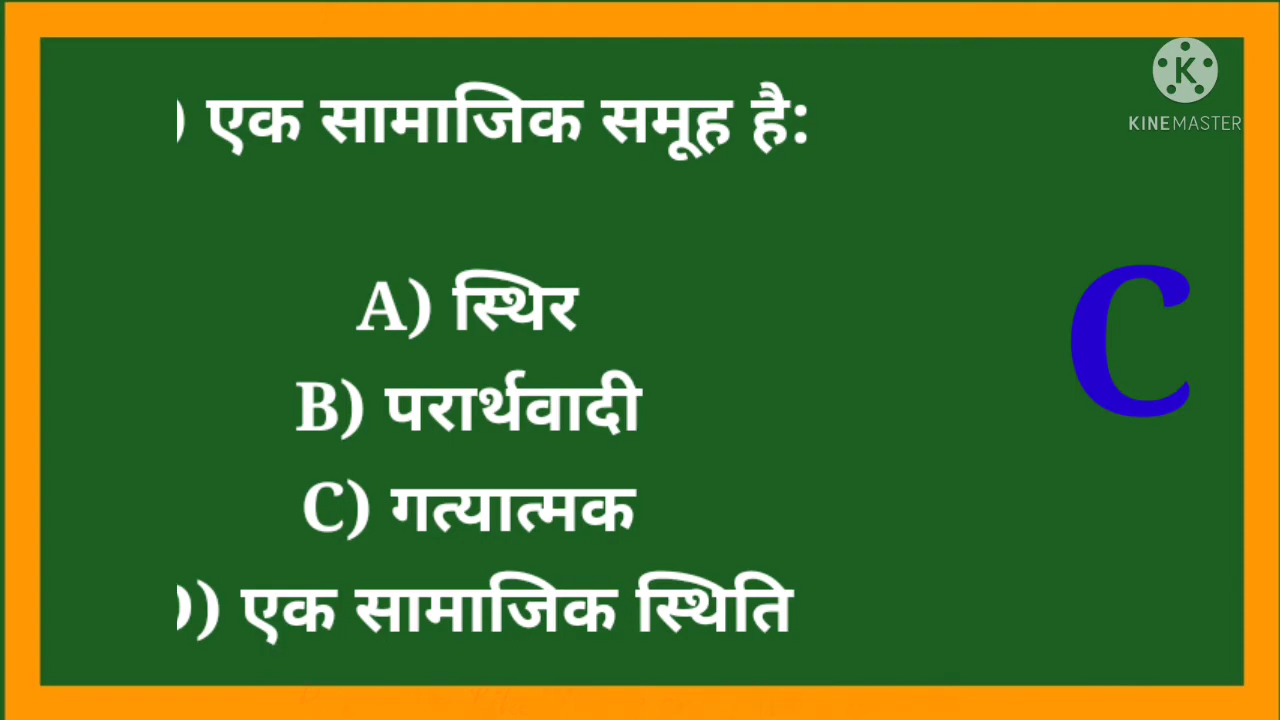 ) एक सामाजिक समूह है:
KINEMASTER
A) स्थिर
B) परार्थवादी
C) गत्यात्मक
D) एक सामाजिक स्थिति
C